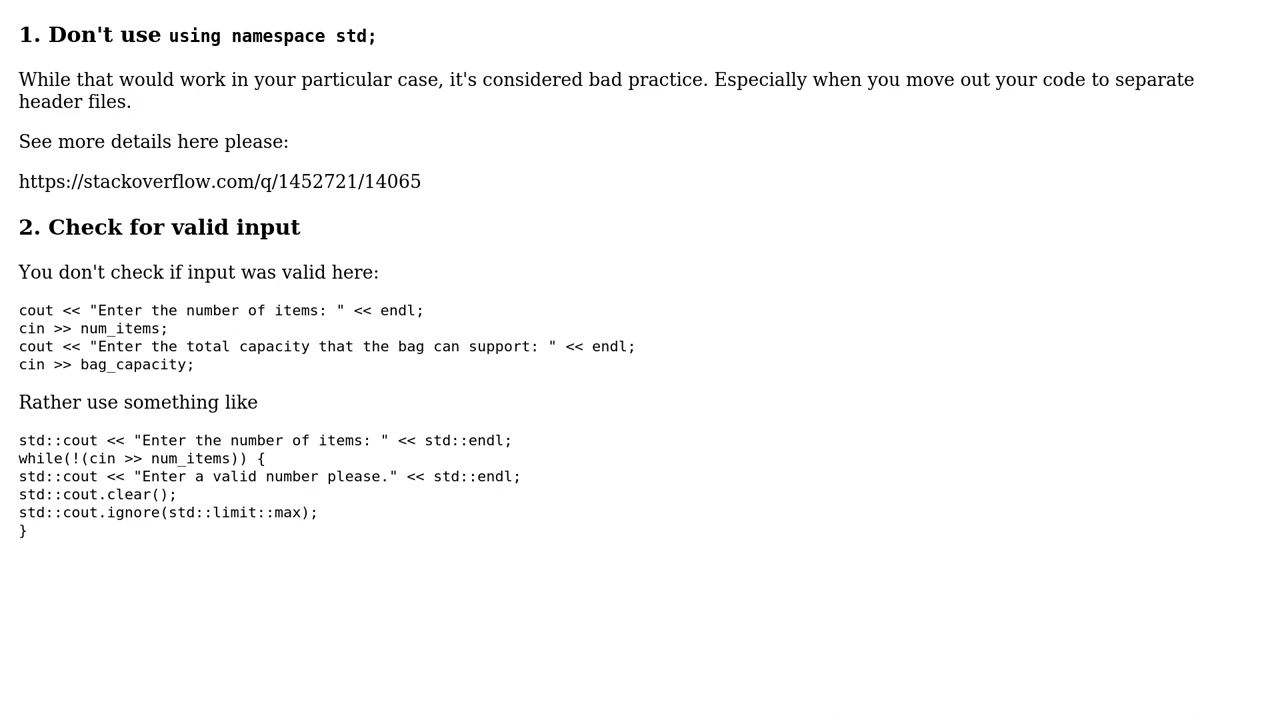 1. Don't use using namespace std;
While that would work in your particular case, it's considered bad practice. Especially when you move out your code to separate
header files.
See more details here please:
https://stackoverflow.com/q/1452721/14065
2. Check for valid input
You don't check if input was valid here:
cout << "Enter the number of items: " << endl;
cin >> num_items;
cout << "Enter the total capacity that the bag can support: " << endl;
cin >> bag_capacity;
Rather use something like
std::cout << "Enter the number of items: " << std::endl;
while(!(cin >> num_items)) {
std::cout << "Enter a valid number please." << std::endl;
std::cout.clear();
std::cout.ignore(std::limit::max);
}